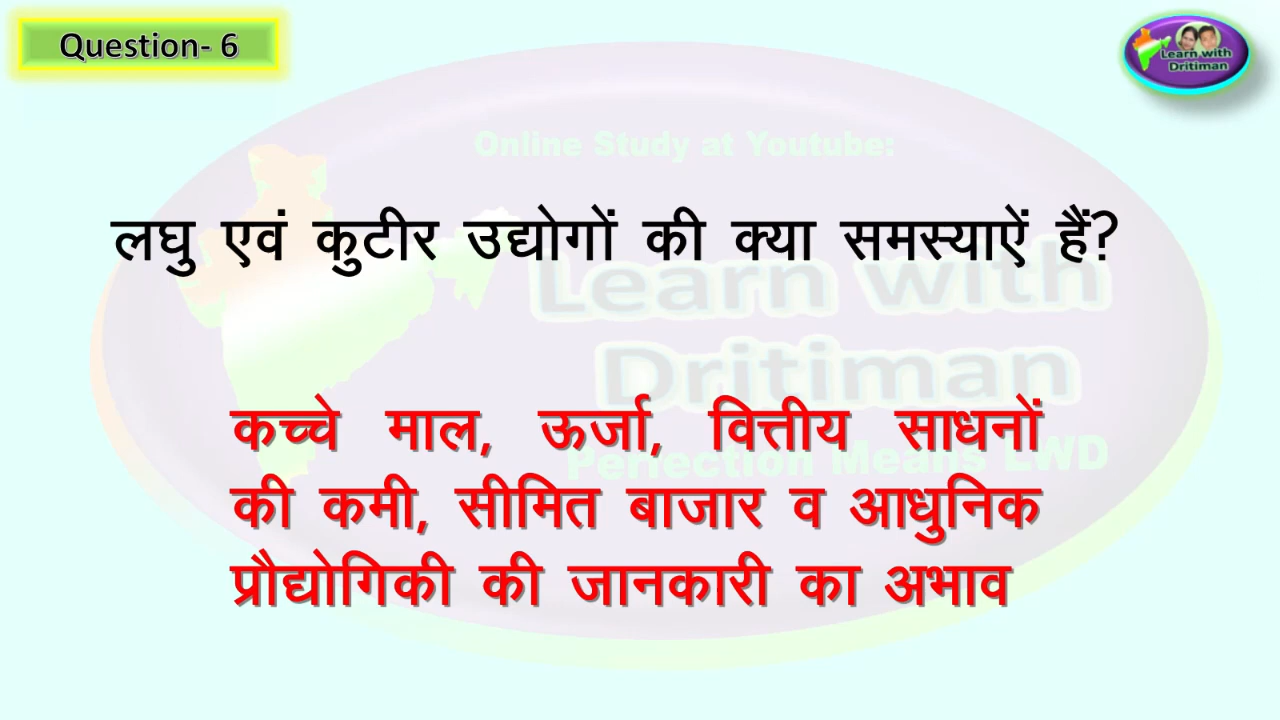 Question- 6
Learn with
Dritiman
Online Study at Youtube:
लघु एवं कुटीर उद्योगों की क्या समस्याऐं हैं?
Learn with
Dritiman
कच्चे माल, ऊर्जा, वित्तीय साधनों
Perfection Means LWD
की कमी, सीमित बाजार व आधुनिक
प्रौद्योगिकी की जानकारी का अभाव